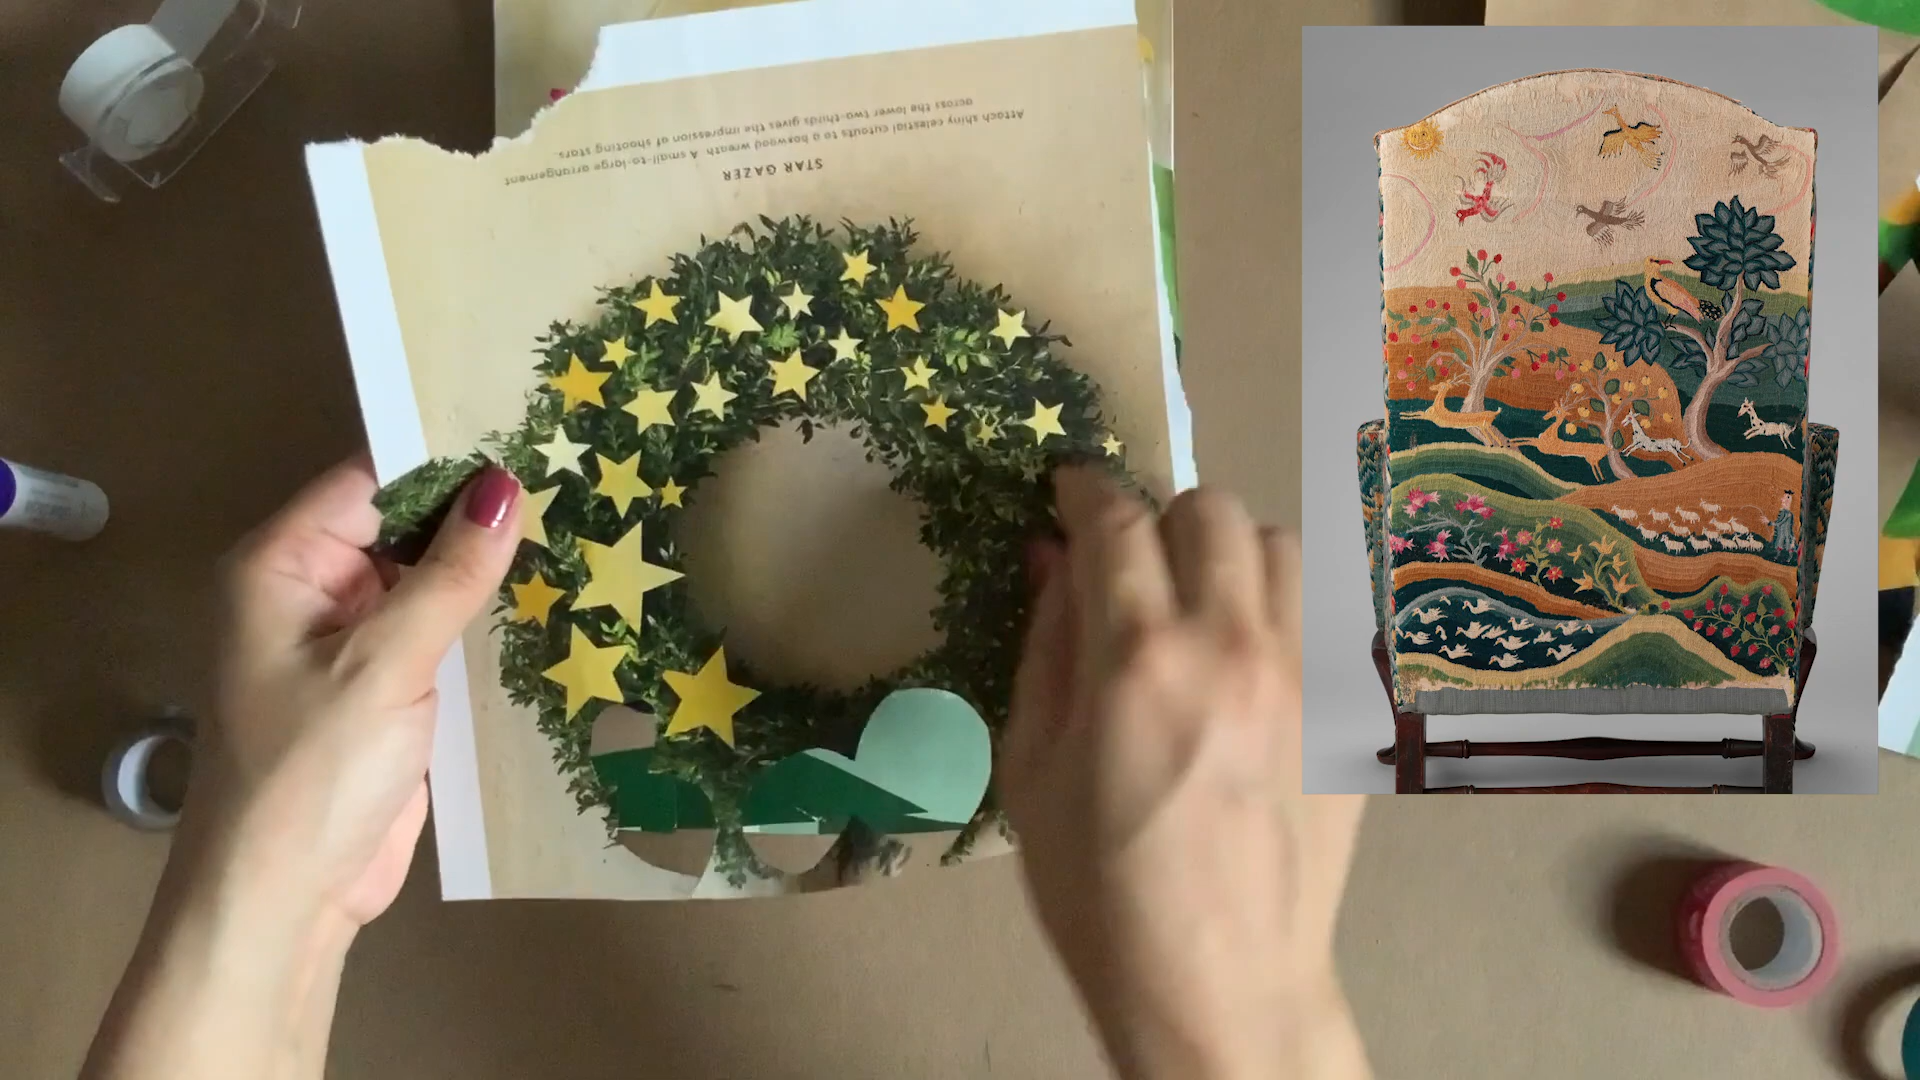 STAR GAZER
Attach shiny celestial cutouts to a boxwood wreath. A small-to-large arrangement
across the lower two-thirds gives the impression of shooting
stars.